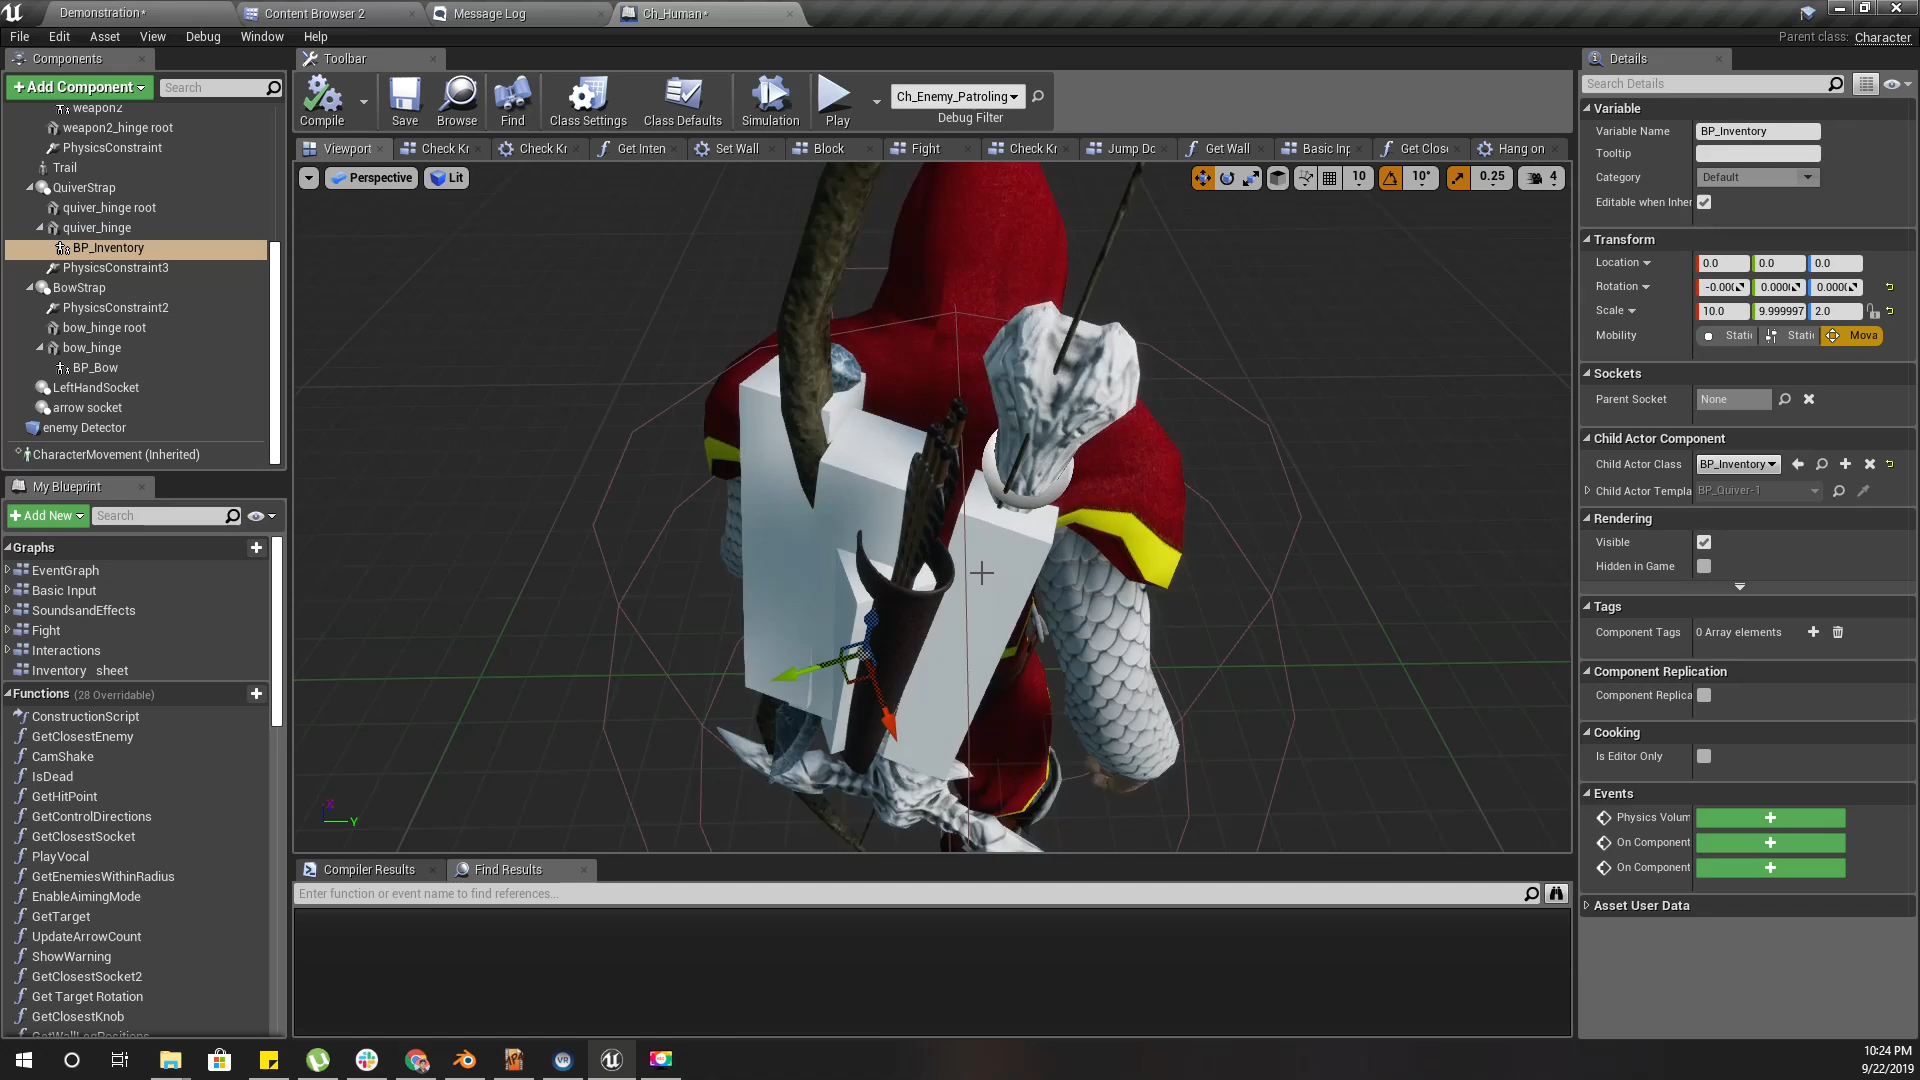 Demonstration*
Content Browser 2
Message Log
Ch_Human*
File Edit Asset View Debug Window Help
Parent class: Character
Components
Toolbar
Details
Add Component
Search
Compile
Save
Browse
Find
Class Settings
Class Defaults
Simulation
Play
Ch_Enemy_Patroling
Debug Filter
Search Details
weapon2
weapon2_hinge root
PhysicsConstraint
Trail
QuiverStrap
quiver_hinge root
quiver_hinge
BP_Inventory
PhysicsConstraint3
BowStrap
PhysicsConstraint2
bow_hinge root
bow_hinge
BP_Bow
LeftHandSocket
arrow socket
enemy Detector
CharacterMovement (Inherited)
Viewport
Check Kr
Check Kr
Get Inten
Set Wall
Block
Fight
Check Kr
Jump Dc
Get Wall
Basic Inp
Get Close
Hang on
Perspective
Lit
10
10°
0.25
4
X
Y
My Blueprint
Add New
Search
Graphs
EventGraph
Basic Input
SoundsandEffects
Fight
Interactions
Inventory sheet
Functions (28 Overridable)
ConstructionScript
GetClosestEnemy
CamShake
IsDead
GetHitPoint
GetControlDirections
GetClosestSocket
PlayVocal
GetEnemiesWithinRadius
EnableAimingMode
GetTarget
UpdateArrowCount
ShowWarning
GetClosestSocket2
Get Target Rotation
GetClosestKnob
GetWallLegPositions
Compiler Results
Find Results
Enter function or event name to find references...
Variable
Variable Name BP_Inventory
Tooltip
Category Default
Editable when Inher
Transform
Location 0.0 0.0 0.0
Rotation -0.00( 0.000( 0.000(
Scale 10.0 9.999997 2.0
Mobility Stati Stati Mova
Sockets
Parent Socket None
Child Actor Component
Child Actor Class BP_Inventory
Child Actor Templa BP_Quiver-1
Rendering
Visible
Hidden in Game
Tags
Component Tags 0 Array elements
Component Replication
Component Replica
Cooking
Is Editor Only
Events
Physics Volum
On Component
On Component
Asset User Data
VR
10:24 PM
9/22/2019